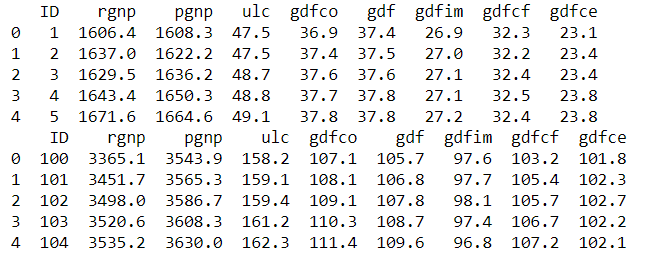 ID rgnp pgnp ulc gdfco gdf gdfim gdfcf gdfce
0 1 1606.4 1608.3 47.5 36.9 37.4 26.9 32.3 23.1
1 2 1637.0 1622.2 47.5 37.4 37.5 27.0 32.2 23.4
2 3 1629.5 1636.2 48.7 37.6 37.6 27.1 32.4 23.4
3 4 1643.4 1650.3 48.8 37.7 37.8 27.1 32.5 23.8
4 5 1671.6 1664.6 49.1 37.8 37.8 27.2 32.4 23.8
ID rgnp pgnp ulc gdfco gdf gdfim gdfcf gdfce
0 100 3365.1 3543.9 158.2 107.1 105.7 97.6 103.2 101.8
1 101 3451.7 3565.3 159.1 108.1 106.8 97.7 105.4 102.3
2 102 3498.0 3586.7 159.4 109.1 107.8 98.1 105.7 102.7
3 103 3520.6 3608.3 161.2 110.3 108.7 97.4 106.7 102.2
4 104 3535.2 3630.0 162.3 111.4 109.6 96.8 107.2 102.1